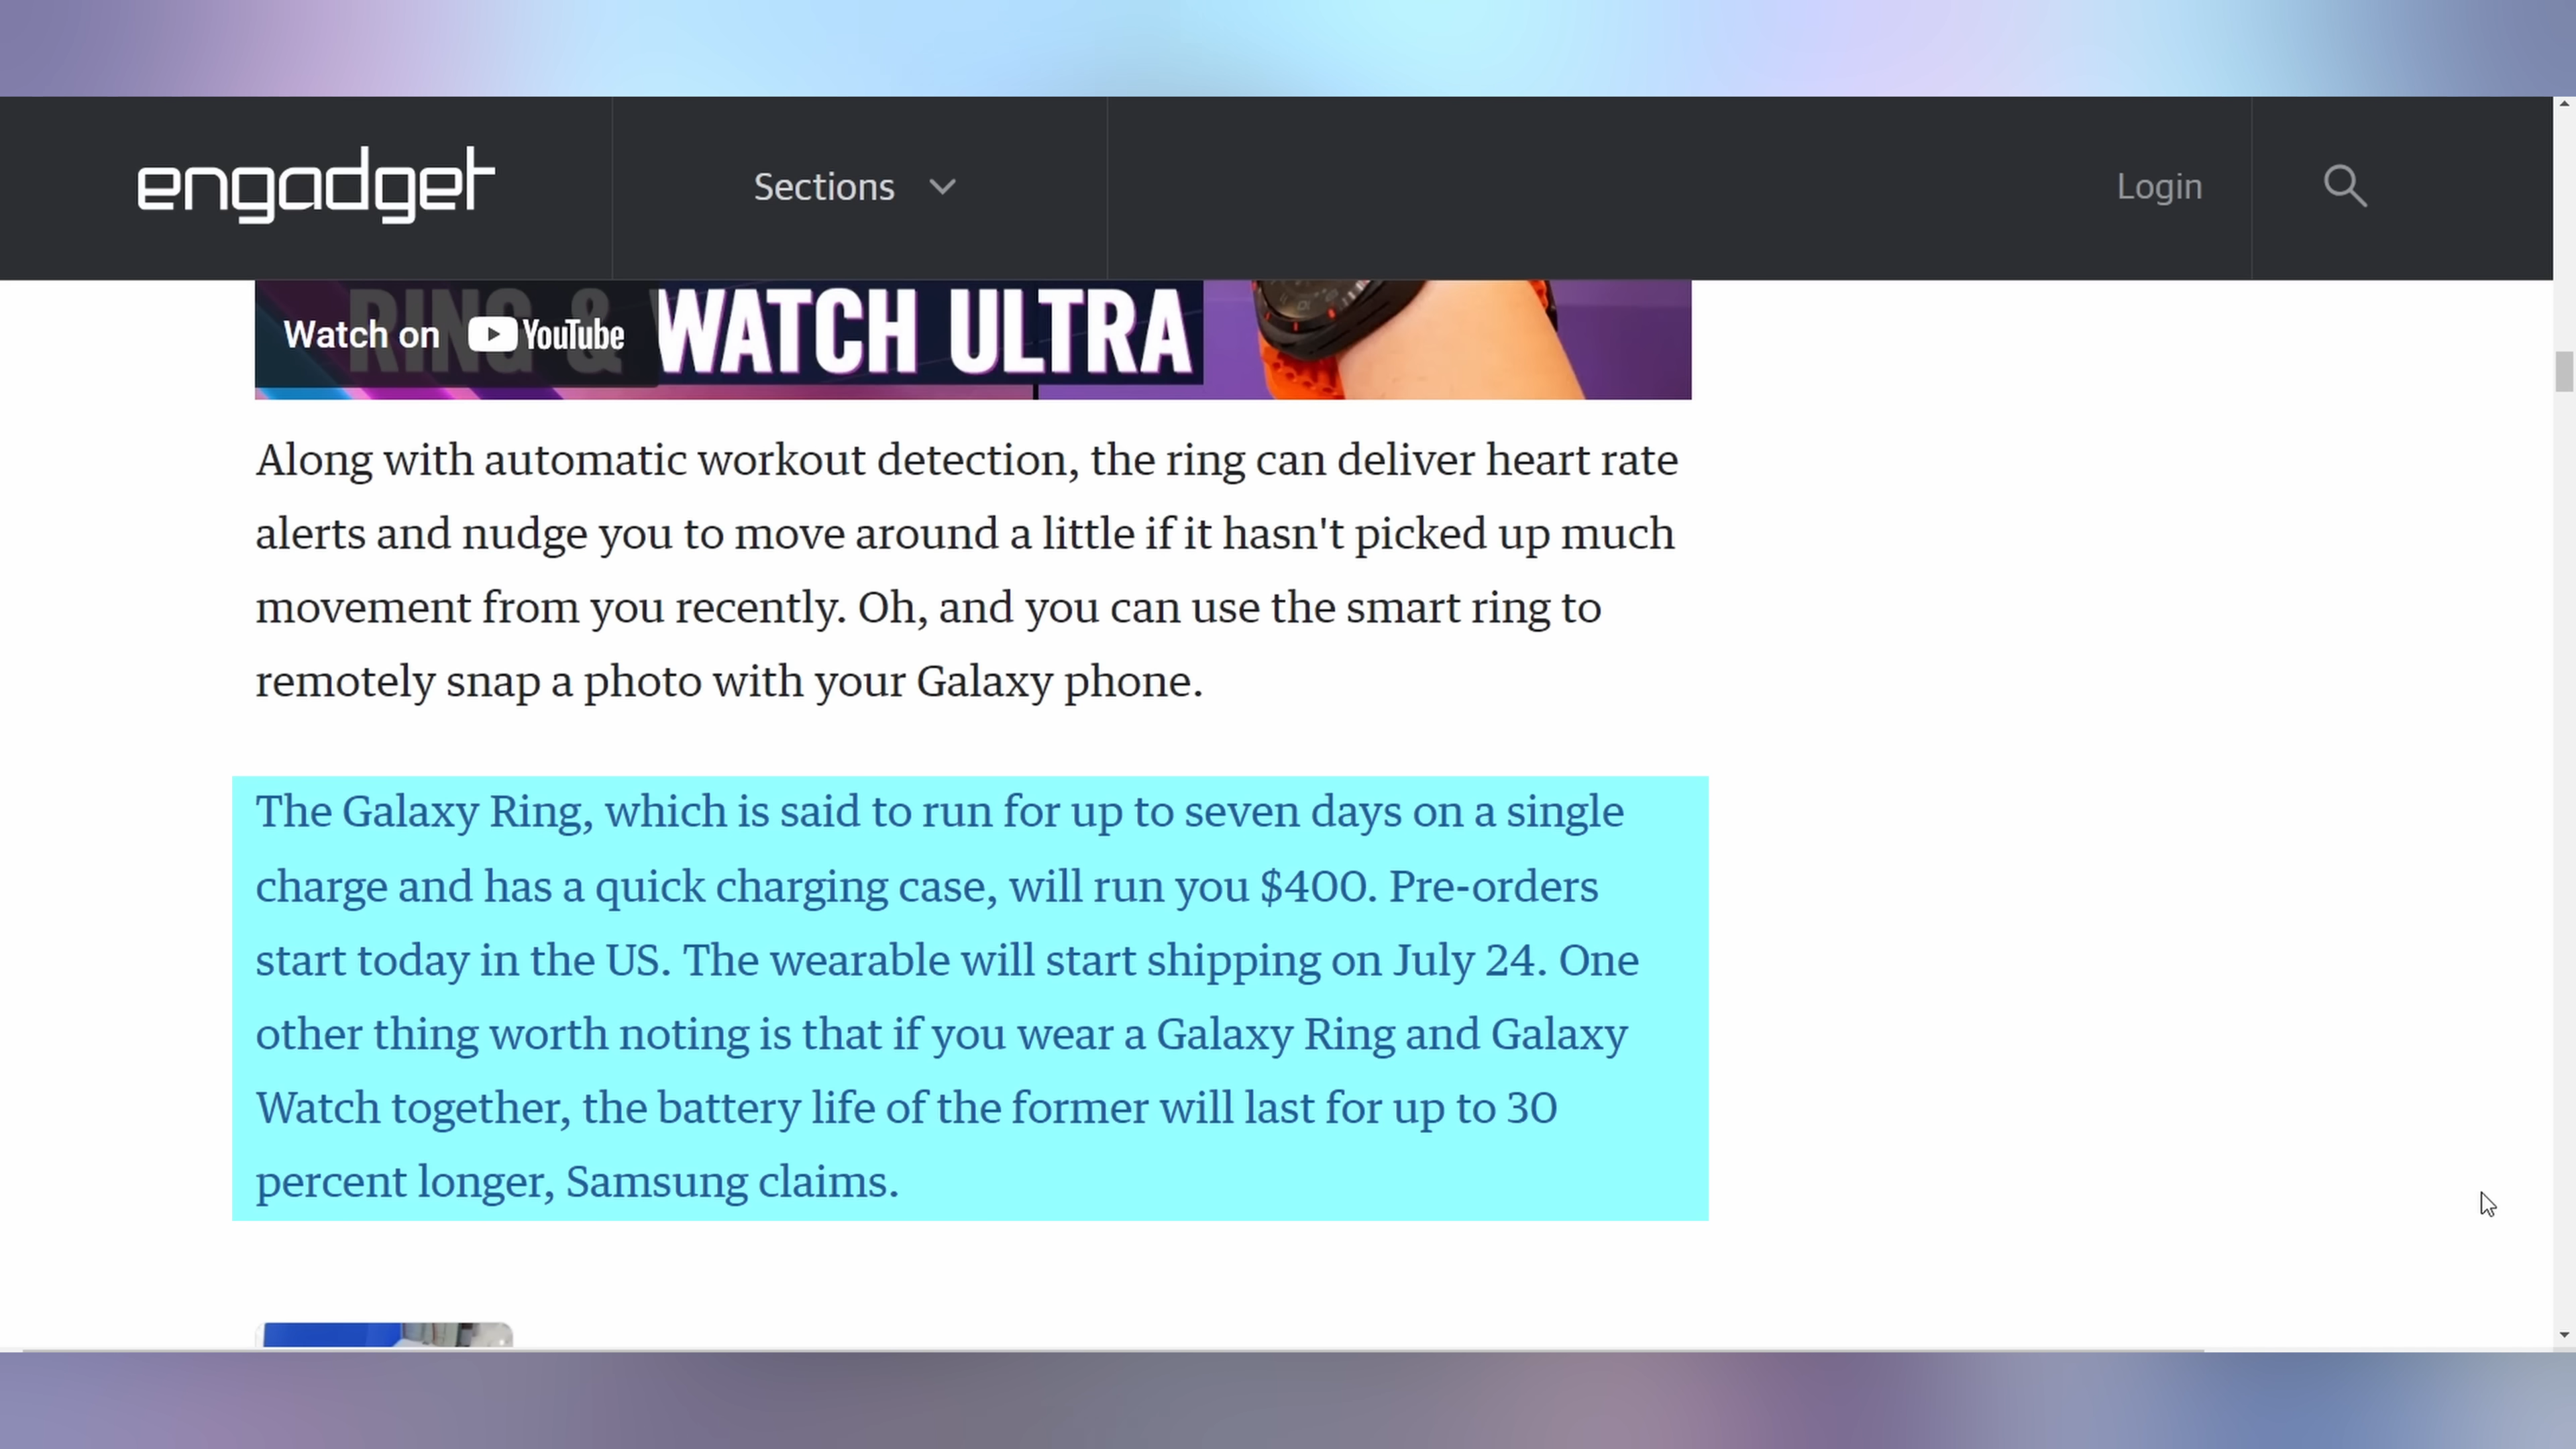 engadget
Sections
Login
RING & WATCH ULTRA
Watch on YouTube
Along with automatic workout detection, the ring can deliver heart rate
alerts and nudge you to move around a little if it hasn't picked up much
movement from you recently. Oh, and you can use the smart ring to
remotely snap a photo with your Galaxy phone.
The Galaxy Ring, which is said to run for up to seven days on a single
charge and has a quick charging case, will run you $400. Pre-orders
start today in the US. The wearable will start shipping on July 24. One
other thing worth noting is that if you wear a Galaxy Ring and Galaxy
Watch together, the battery life of the former will last for up to 30
percent longer, Samsung claims.